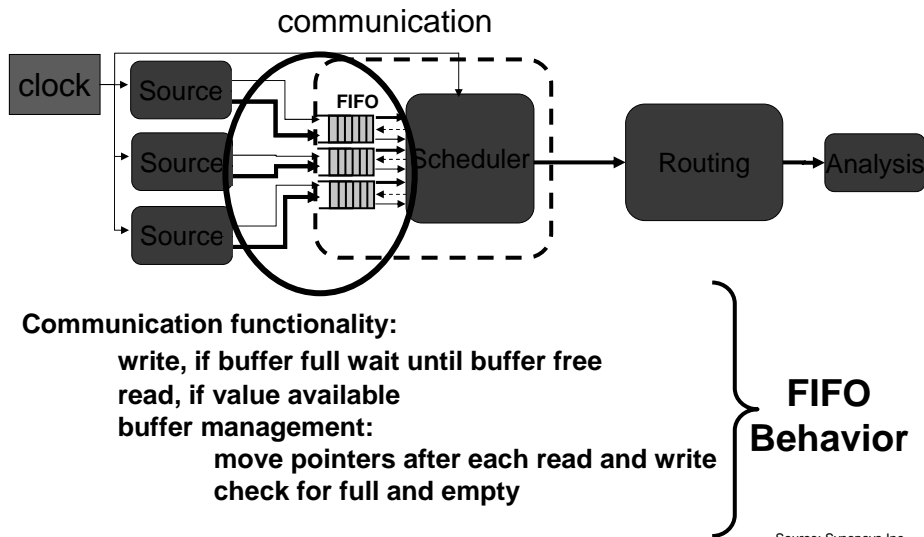 communication
clock
Source
FIFO
Source
Scheduler
Routing
Analysis
Source
Communication functionality:
write, if buffer full wait until buffer free
read, if value available
buffer management:
move pointers after each read and write
check for full and empty
FIFO
Behavior